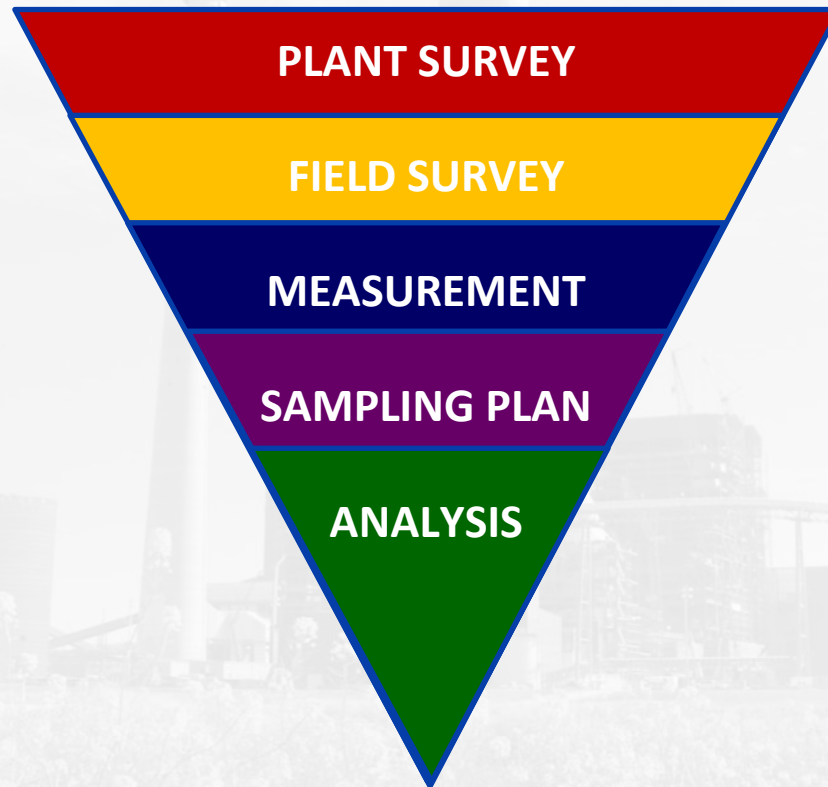 PLANT SURVEY
FIELD SURVEY
MEASUREMENT
SAMPLING PLAN
ANALYSIS